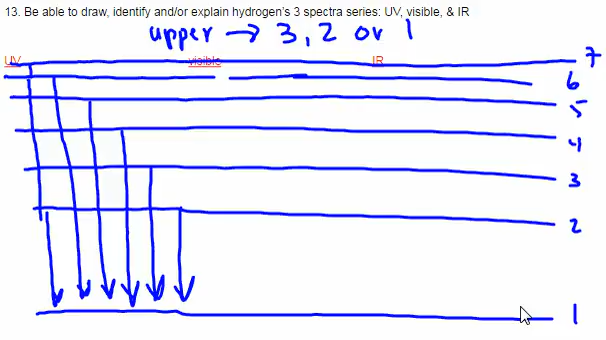 13. Be able to draw, identify and/or explain hydrogen's 3 spectra series: UV, visible, & IR
upper → 3, 2 or 1
UV visible IR
7
6
5
4
3
2
1